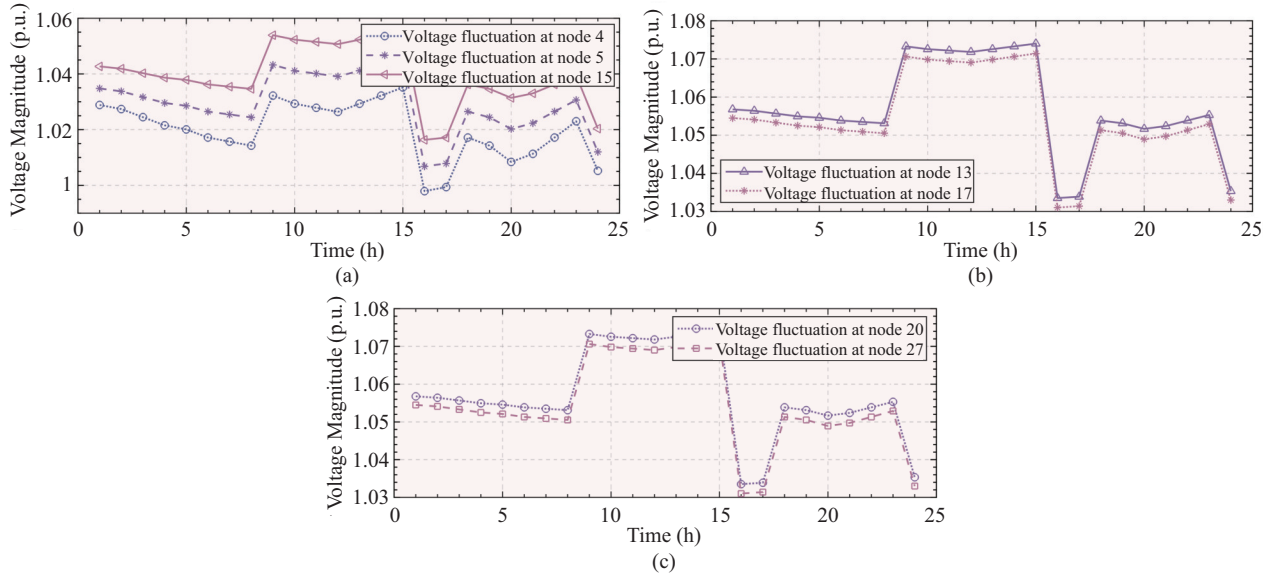 1.06
1.04
1.02
1
Voltage Magnitude (p.u.)
Voltage fluctuation at node 4
Voltage fluctuation at node 5
Voltage fluctuation at node 15
0 5 10 15 20 25
Time (h)
(a)
1.08
1.07
1.06
1.05
1.04
1.03
Voltage Magnitude (p.u.)
Voltage fluctuation at node 13
Voltage fluctuation at node 17
0 5 10 15 20 25
Time (h)
(b)
1.08
1.07
1.06
1.05
1.04
1.03
Voltage Magnitude (p.u.)
Voltage fluctuation at node 20
Voltage fluctuation at node 27
0 5 10 15 20 25
Time (h)
(c)